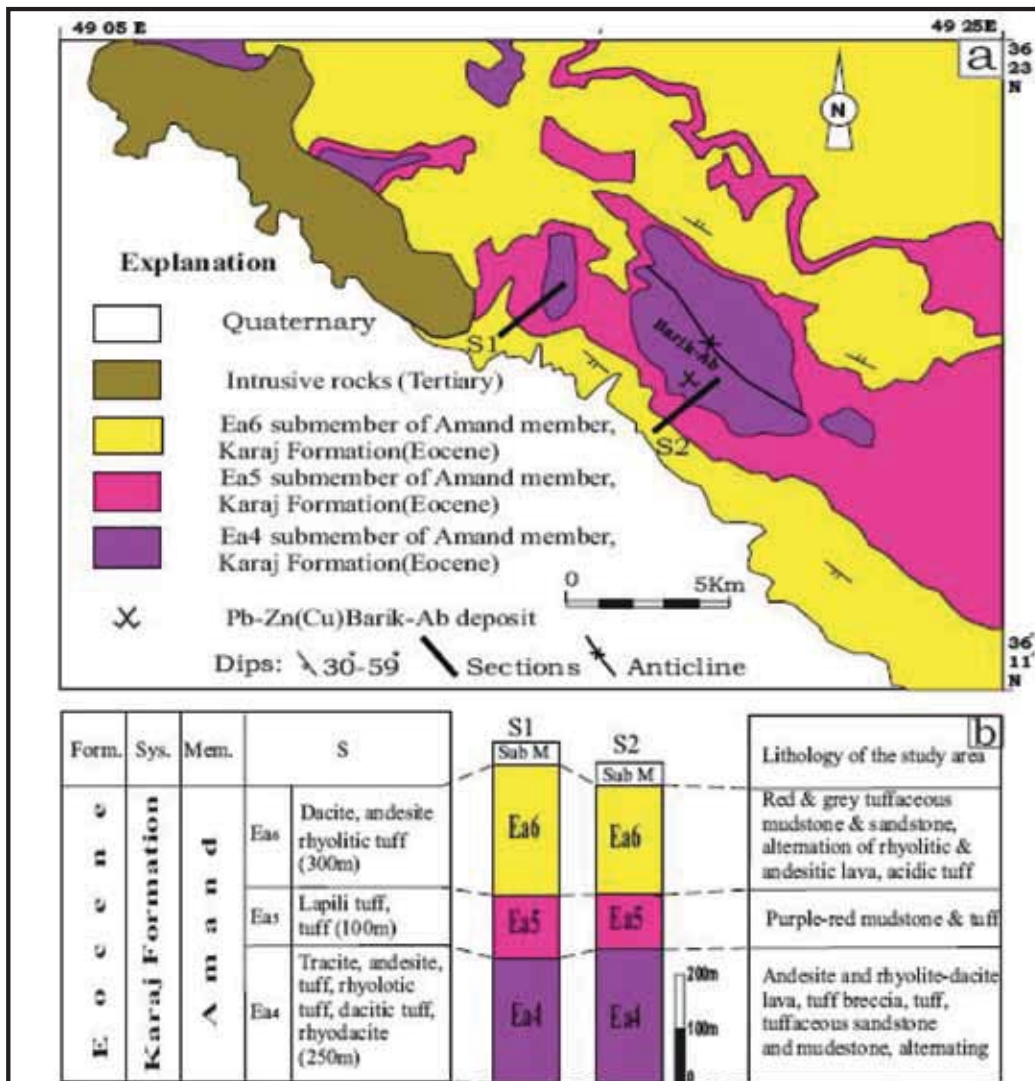 49 05 E
49 25E
a
36
23
N
N
Explanation
Quaternary
Intrusive rocks (Tertiary)
Ea6 submember of Amand member,
Karaj Formation(Eocene)
Ea5 submember of Amand member,
Karaj Formation(Eocene)
Ea4 submember of Amand member,
Karaj Formation(Eocene)
Pb-Zn(Cu)Barik-Ab deposit
Dips: 30°-59° Sections Anticline
S1
Barik-Ab
S2
0 5Km
36
11'
N
b
Form. Sys. Mem. S
S1
S2
Sub M
Sub M
Lithology of the study area
Eocene
Karaj Formation
Amand
Ea6
Dacite, andesite
rhyolitic tuff
(300m)
Ea6
Ea6
Red & grey tuffaceous
mudstone & sandstone,
alternation of rhyolitic &
andesitic lava, acidic tuff
Ea5
Lapili tuff,
tuff (100m)
Ea5
Ea5
Purple-red mudstone & tuff
Ea4
Tracite, andesite,
tuff, rhyolotic
tuff, dacitic tuff,
rhyodacite
(250m)
Ea4
Ea4
200m
100m
0
Andesite and rhyolite-dacite
lava, tuff breccia, tuff,
tuffaceous sandstone
and mudestone, alternating